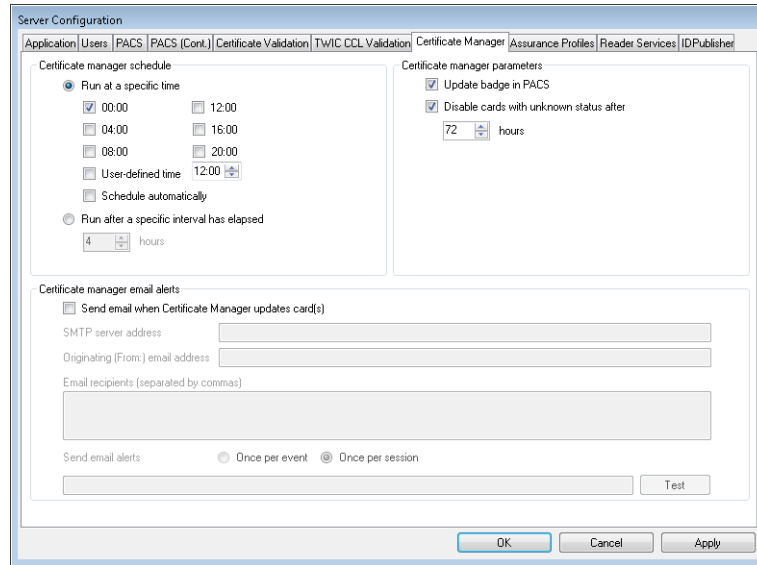 Server Configuration
Application Users PACS PACS (Cont.) Certificate Validation TWIC CCL Validation Certificate Manager Assurance Profiles Reader Services IDPublisher
Certificate manager schedule
Run at a specific time
00:00 12:00
04:00 16:00
08:00 20:00
User-defined time 12:00
Schedule automatically
Run after a specific interval has elapsed
4 hours
Certificate manager parameters
Update badge in PACS
Disable cards with unknown status after
72 hours
Certificate manager email alerts
Send email when Certificate Manager updates card(s)
SMTP server address
Originating (From:) email address
Email recipients (separated by commas)
Send email alerts Once per event Once per session
Test
OK Cancel Apply